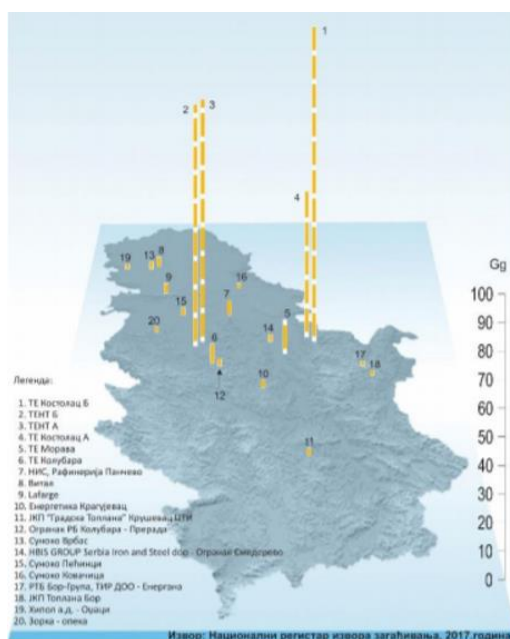 1
2
3
4
19
13
8
9
16
15
7
20
5
14
6
12
10
17
18
11
Gg
100
90
80
70
60
50
40
30
20
10
0
Легенда:
1. ТЕ Костолац Б
2. ТЕНТ Б
3. ТЕНТ А
4. ТЕ Костолац А
5. ТЕ Морава
6. ТЕ Колубара
7. НИС, Рафинерија Панчево
8. Витал
9. Lafarge
10. Енергетика Крагујевац
11. ЈКП "Градска Топлана" Крушевац ЦТИ
12. Огранак РБ Колубара - Прерада
13. Суноко Врбас
14. HBIS GROUP Serbia Iron and Steel doo - Огранак Смедерево
15. Суноко Пећинци
16. Суноко Ковачица
17. РТБ Бор-Група, ТИР ДОО - Енергана
18. ЈКП Топлана Бор
19. Хипол а.д. - Оџаци
20. Зорка - опека
Извор: Национални регистар извора загађивања, 2017.година